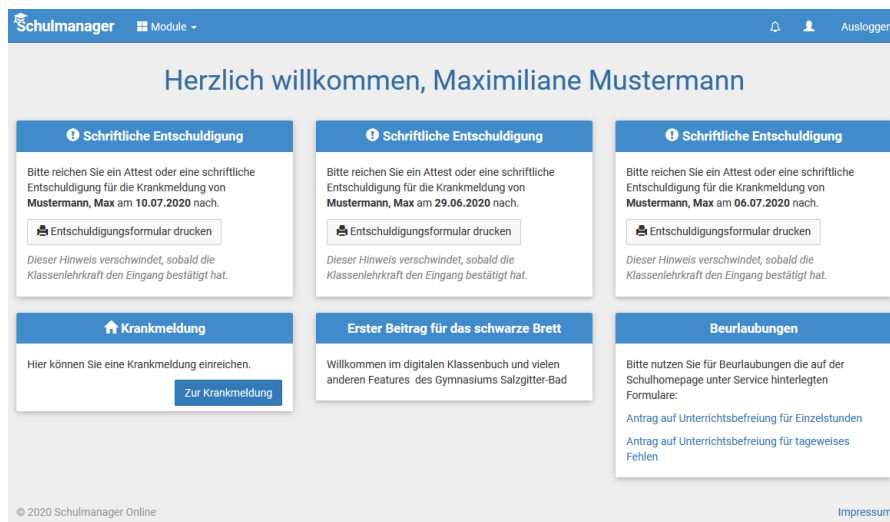 Schulmanager Module Auslogger
Herzlich willkommen, Maximiliane Mustermann
Schriftliche Entschuldigung
Bitte reichen Sie ein Attest oder eine schriftliche
Entschuldigung für die Krankmeldung von
Mustermann, Max am 10.07.2020 nach.
Entschuldigungsformular drucken
Dieser Hinweis verschwindet, sobald die
Klassenlehrkraft den Eingang bestätigt hat.
Schriftliche Entschuldigung
Bitte reichen Sie ein Attest oder eine schriftliche
Entschuldigung für die Krankmeldung von
Mustermann, Max am 29.06.2020 nach.
Entschuldigungsformular drucken
Dieser Hinweis verschwindet, sobald die
Klassenlehrkraft den Eingang bestätigt hat.
Schriftliche Entschuldigung
Bitte reichen Sie ein Attest oder eine schriftliche
Entschuldigung für die Krankmeldung von
Mustermann, Max am 06.07.2020 nach.
Entschuldigungsformular drucken
Dieser Hinweis verschwindet, sobald die
Klassenlehrkraft den Eingang bestätigt hat.
Krankmeldung
Hier können Sie eine Krankmeldung einreichen.
Zur Krankmeldung
Erster Beitrag für das schwarze Brett
Willkommen im digitalen Klassenbuch und vielen
anderen Features des Gymnasiums Salzgitter-Bad
Beurlaubungen
Bitte nutzen Sie für Beurlaubungen die auf der
Schulhomepage unter Service hinterlegten
Formulare:
Antrag auf Unterrichtsbefreiung für Einzelstunden
Antrag auf Unterrichtsbefreiung für tageweises
Fehlen
© 2020 Schulmanager Online Impressum